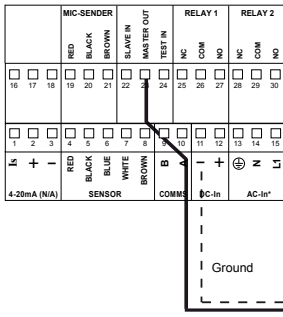 MIC-SENDER RELAY 1 RELAY 2
RED BLACK BROWN SLAVE IN MASTER OUT TEST IN NC COM NO NC COM NO
16 17 18 19 20 21 22 23 24 25 26 27 28 29 30
1 2 3 4 5 6 7 8 9 10 11 12 13 14 15
Is + - RED BLACK BLUE WHITE BROWN B A - + N L1
4-20mA (N/A) SENSOR COMMS DC-In AC-In*
Ground